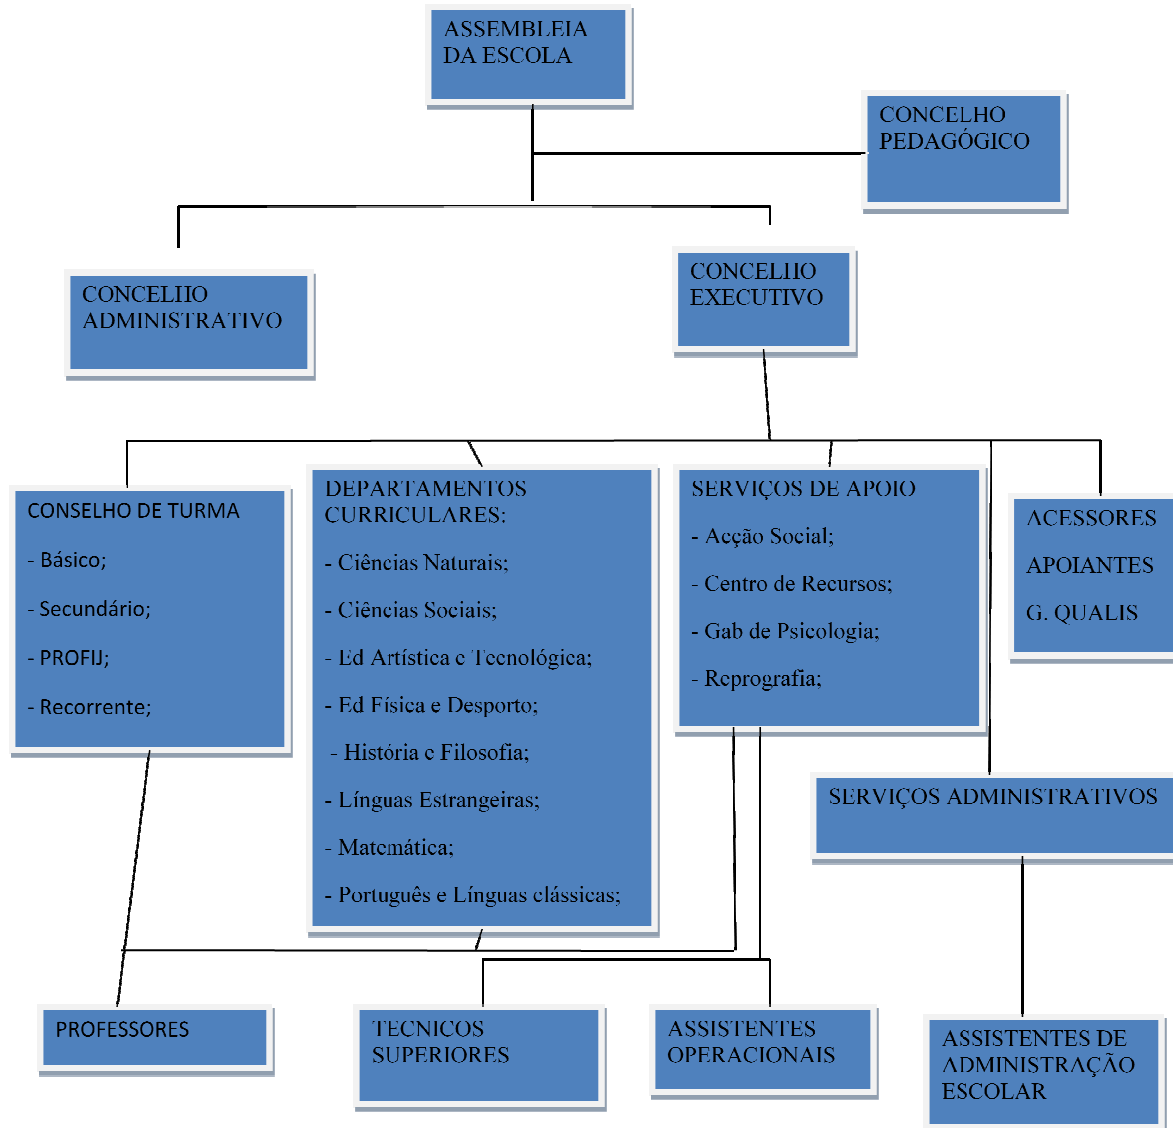 ASSEMBLEIA
DA ESCOLA
CONCELHO
PEDAGÓGICO
CONCELHO
ADMINISTRATIVO
CONCELHO
EXECUTIVO
CONSELHO DE TURMA
- Básico;
- Secundário;
- PROFIJ;
- Recorrente;
DEPARTAMENTOS
CURRICULARES:
- Ciências Naturais;
- Ciências Sociais;
- Ed Artística e Tecnológica;
- Ed Física e Desporto;
- História e Filosofia;
- Línguas Estrangeiras;
- Matemática;
- Português e Línguas clássicas;
SERVIÇOS DE APOIO
- Acção Social;
- Centro de Recursos;
- Gab de Psicologia;
- Reprografia;
ACESSORES
APOIANTES
G. QUALIS
SERVIÇOS ADMINISTRATIVOS
PROFESSORES
TECNICOS
SUPERIORES
ASSISTENTES
OPERACIONAIS
ASSISTENTES DE
ADMINISTRAÇÃO
ESCOLAR